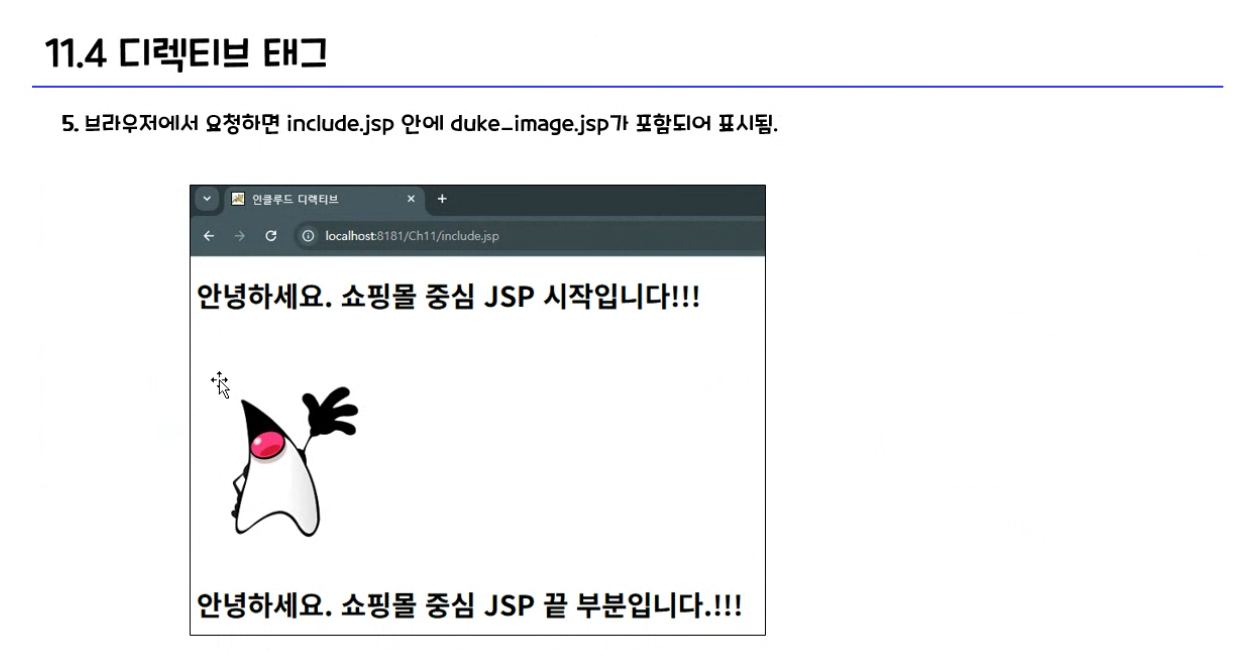 11.4 디렉티브 태그
5. 브라우저에서 요청하면 include.jsp 안에 duke_image.jsp가 포함되어 표시됨.
인클루드 디렉티브
localhost:8181/Ch11/include.jsp
안녕하세요. 쇼핑몰 중심 JSP 시작입니다!!!
안녕하세요. 쇼핑몰 중심 JSP 끝 부분입니다.!!!